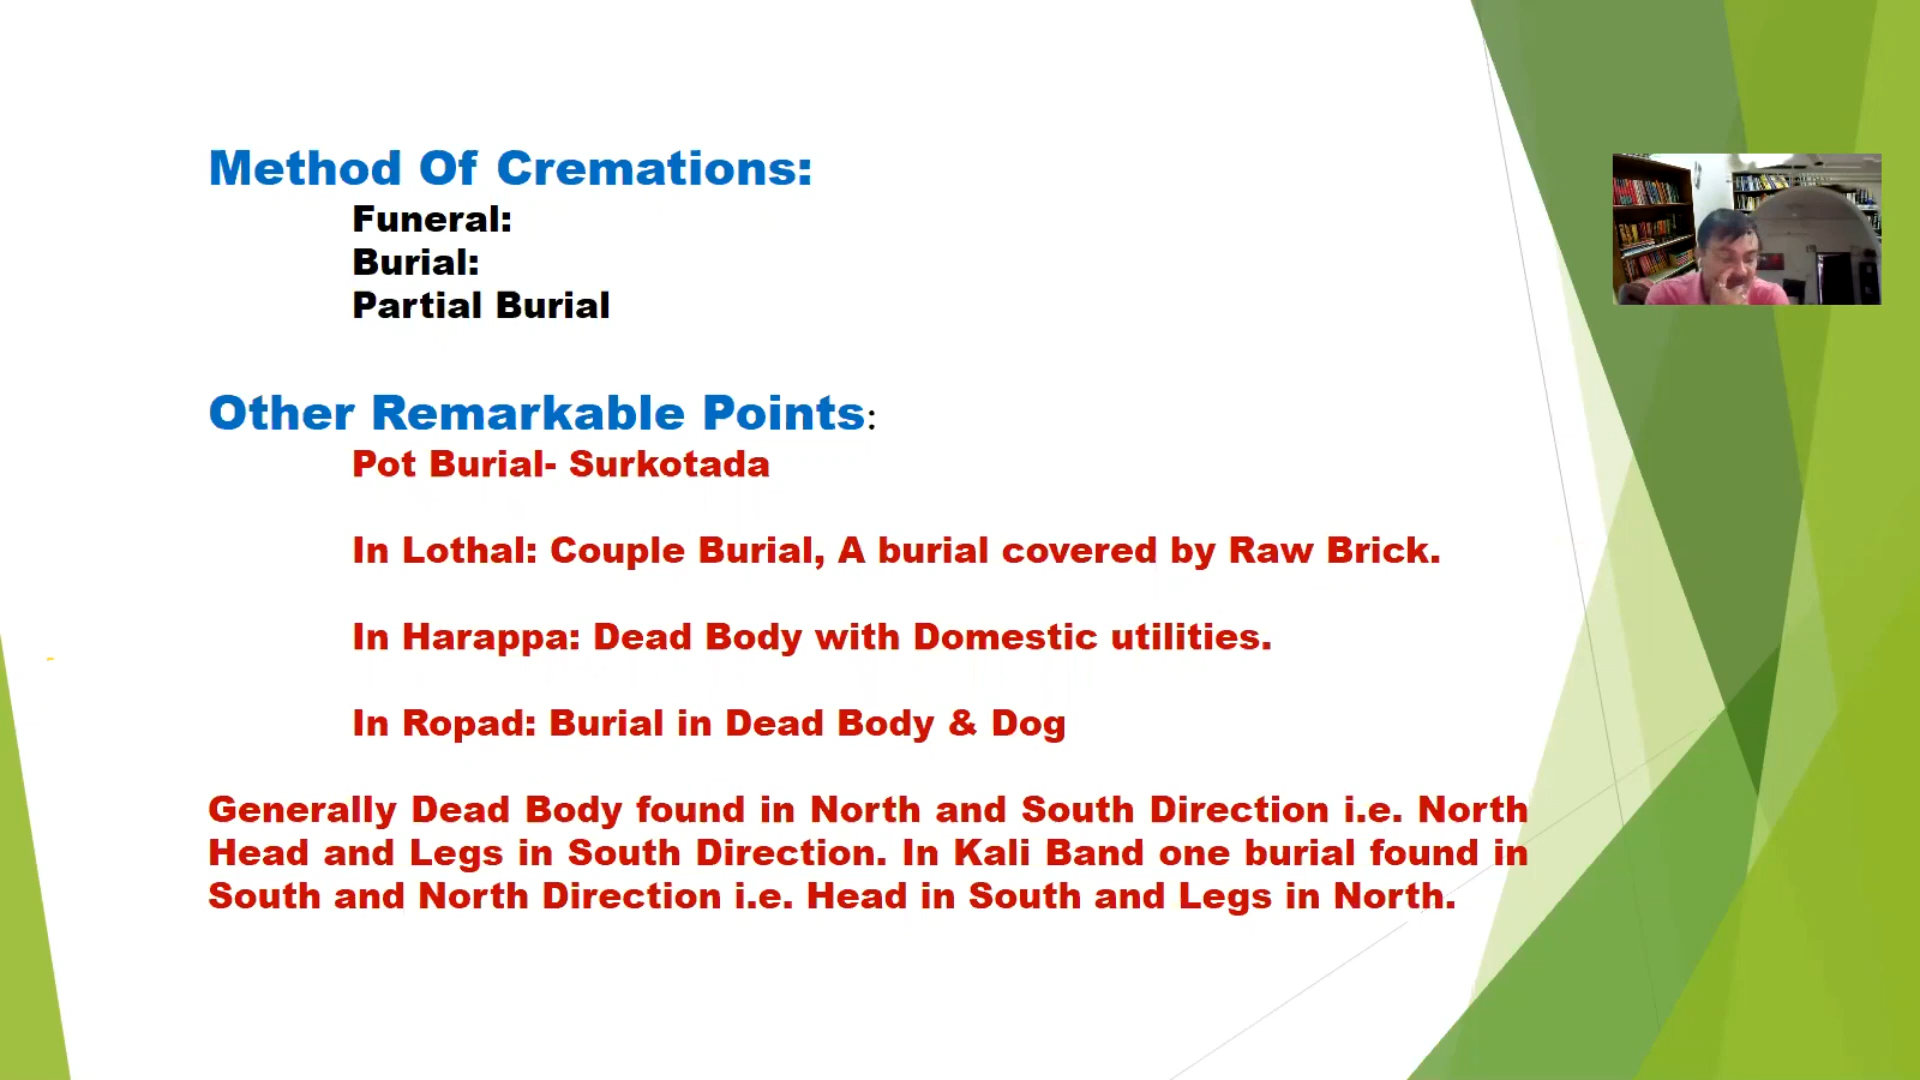 Method Of Cremations:
Funeral:
Burial:
Partial Burial
Other Remarkable Points:
Pot Burial- Surkotada
In Lothal: Couple Burial, A burial covered by Raw Brick.
In Harappa: Dead Body with Domestic utilities.
In Ropad: Burial in Dead Body & Dog
Generally Dead Body found in North and South Direction i.e. North
Head and Legs in South Direction. In Kali Band one burial found in
South and North Direction i.e. Head in South and Legs in North.